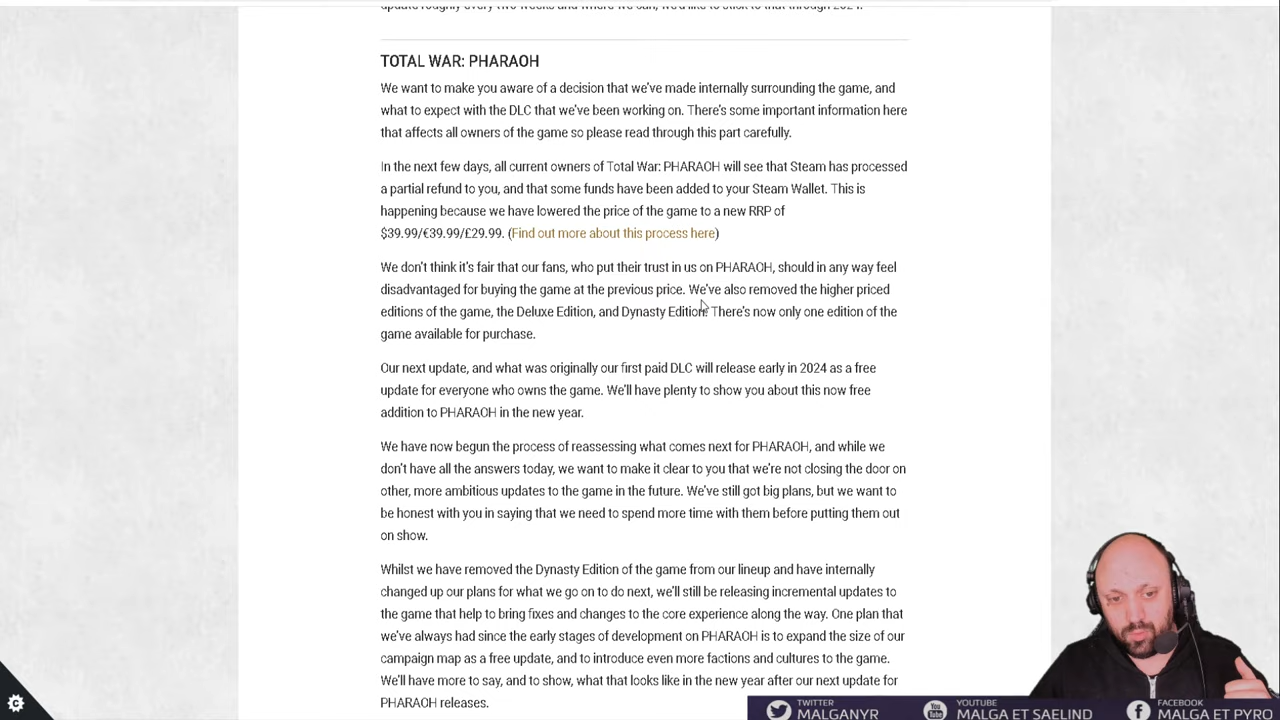 update roughly every two weeks and where we can, we'd like to stick to that through 2024.
TOTAL WAR: PHARAOH
We want to make you aware of a decision that we've made internally surrounding the game, and
what to expect with the DLC that we've been working on. There's some important information here
that affects all owners of the game so please read through this part carefully.
In the next few days, all current owners of Total War: PHARAOH will see that Steam has processed
a partial refund to you, and that some funds have been added to your Steam Wallet. This is
happening because we have lowered the price of the game to a new RRP of
$39.99/€39.99/£29.99. (Find out more about this process here)
We don't think it's fair that our fans, who put their trust in us on PHARAOH, should in any way feel
disadvantaged for buying the game at the previous price. We've also removed the higher priced
editions of the game, the Deluxe Edition, and Dynasty Edition. There's now only one edition of the
game available for purchase.
Our next update, and what was originally our first paid DLC will release early in 2024 as a free
update for everyone who owns the game. We'll have plenty to show you about this now free
addition to PHARAOH in the new year.
We have now begun the process of reassessing what comes next for PHARAOH, and while we
don't have all the answers today, we want to make it clear to you that we're not closing the door on
other, more ambitious updates to the game in the future. We've still got big plans, but we want to
be honest with you in saying that we need to spend more time with them before putting them out
on show.
Whilst we have removed the Dynasty Edition of the game from our lineup and have internally
changed up our plans for what we go on to do next, we'll still be releasing incremental updates to
the game that help to bring fixes and changes to the core experience along the way. One plan that
we've always had since the early stages of development on PHARAOH is to expand the size of our
campaign map as a free update, and to introduce even more factions and cultures to the game.
We'll have more to say, and to show, what that looks like in the new year after our next update for
PHARAOH releases.
TWITTER
MALGANYR
You Tube
YOUTUBE
MALGA ET SAELIND
FACEBOOK
MALGA ET PYRO